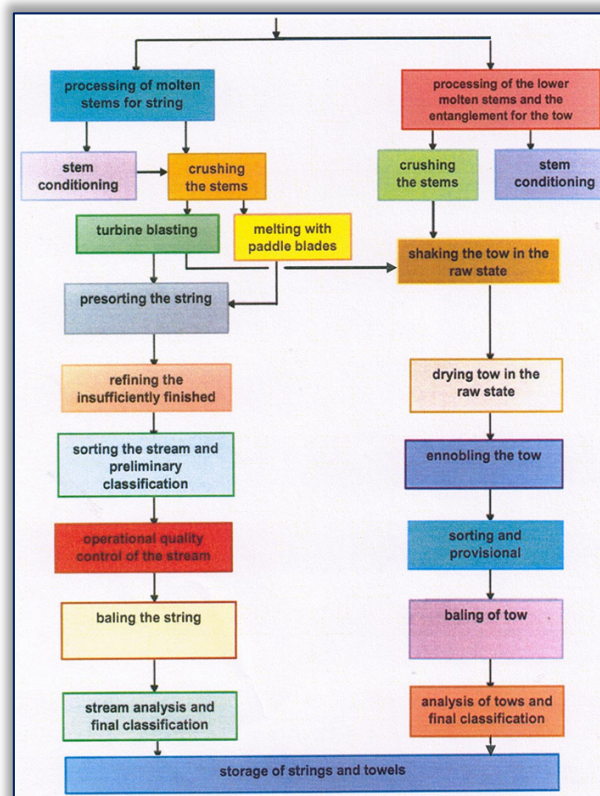 processing of molten
stems for string
processing of the lower
molten stems and the
entanglement for the tow
stem
conditioning
crushing
the stems
crushing
the stems
stem
conditioning
turbine blasting
melting with
paddle blades
shaking the tow in the
raw state
presorting the string
refining the
insufficiently finished
drying tow in the
raw state
sorting the stream and
preliminary
classification
ennobling the tow
operational quality
control of the stream
sorting and
provisional
baling the string
baling of tow
stream analysis and
final classification
analysis of tows and
final classification
storage of strings and towels